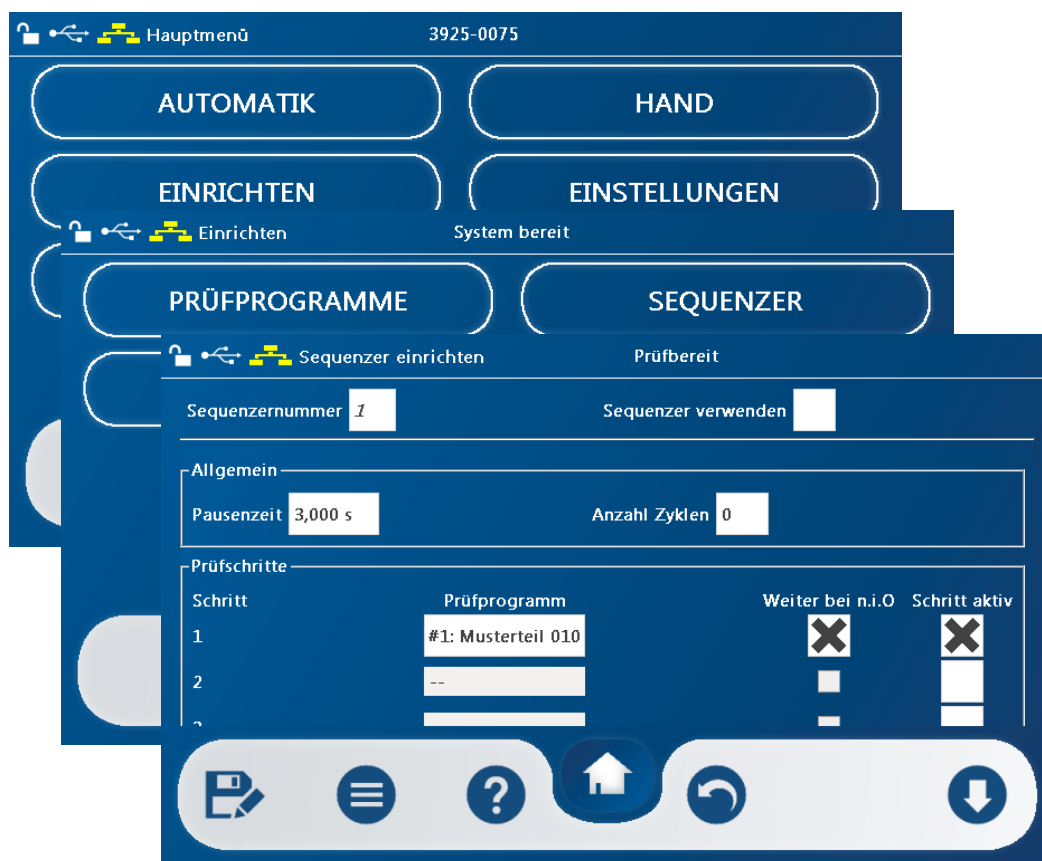 Hauptmenü 3925-0075
AUTOMATIK HAND
EINRICHTEN EINSTELLUNGEN
Einrichten System bereit
PRÜFPROGRAMME SEQUENZER
Sequenzer einrichten Prüfbereit
Sequenzernummer 1 Sequenzer verwenden
Allgemein
Pausenzeit 3,000 s Anzahl Zyklen 0
Prüfschritte
Schritt Prüfprogramm Weiter bei n.i.O Schritt aktiv
1 #1: Musterteil 010
2 --